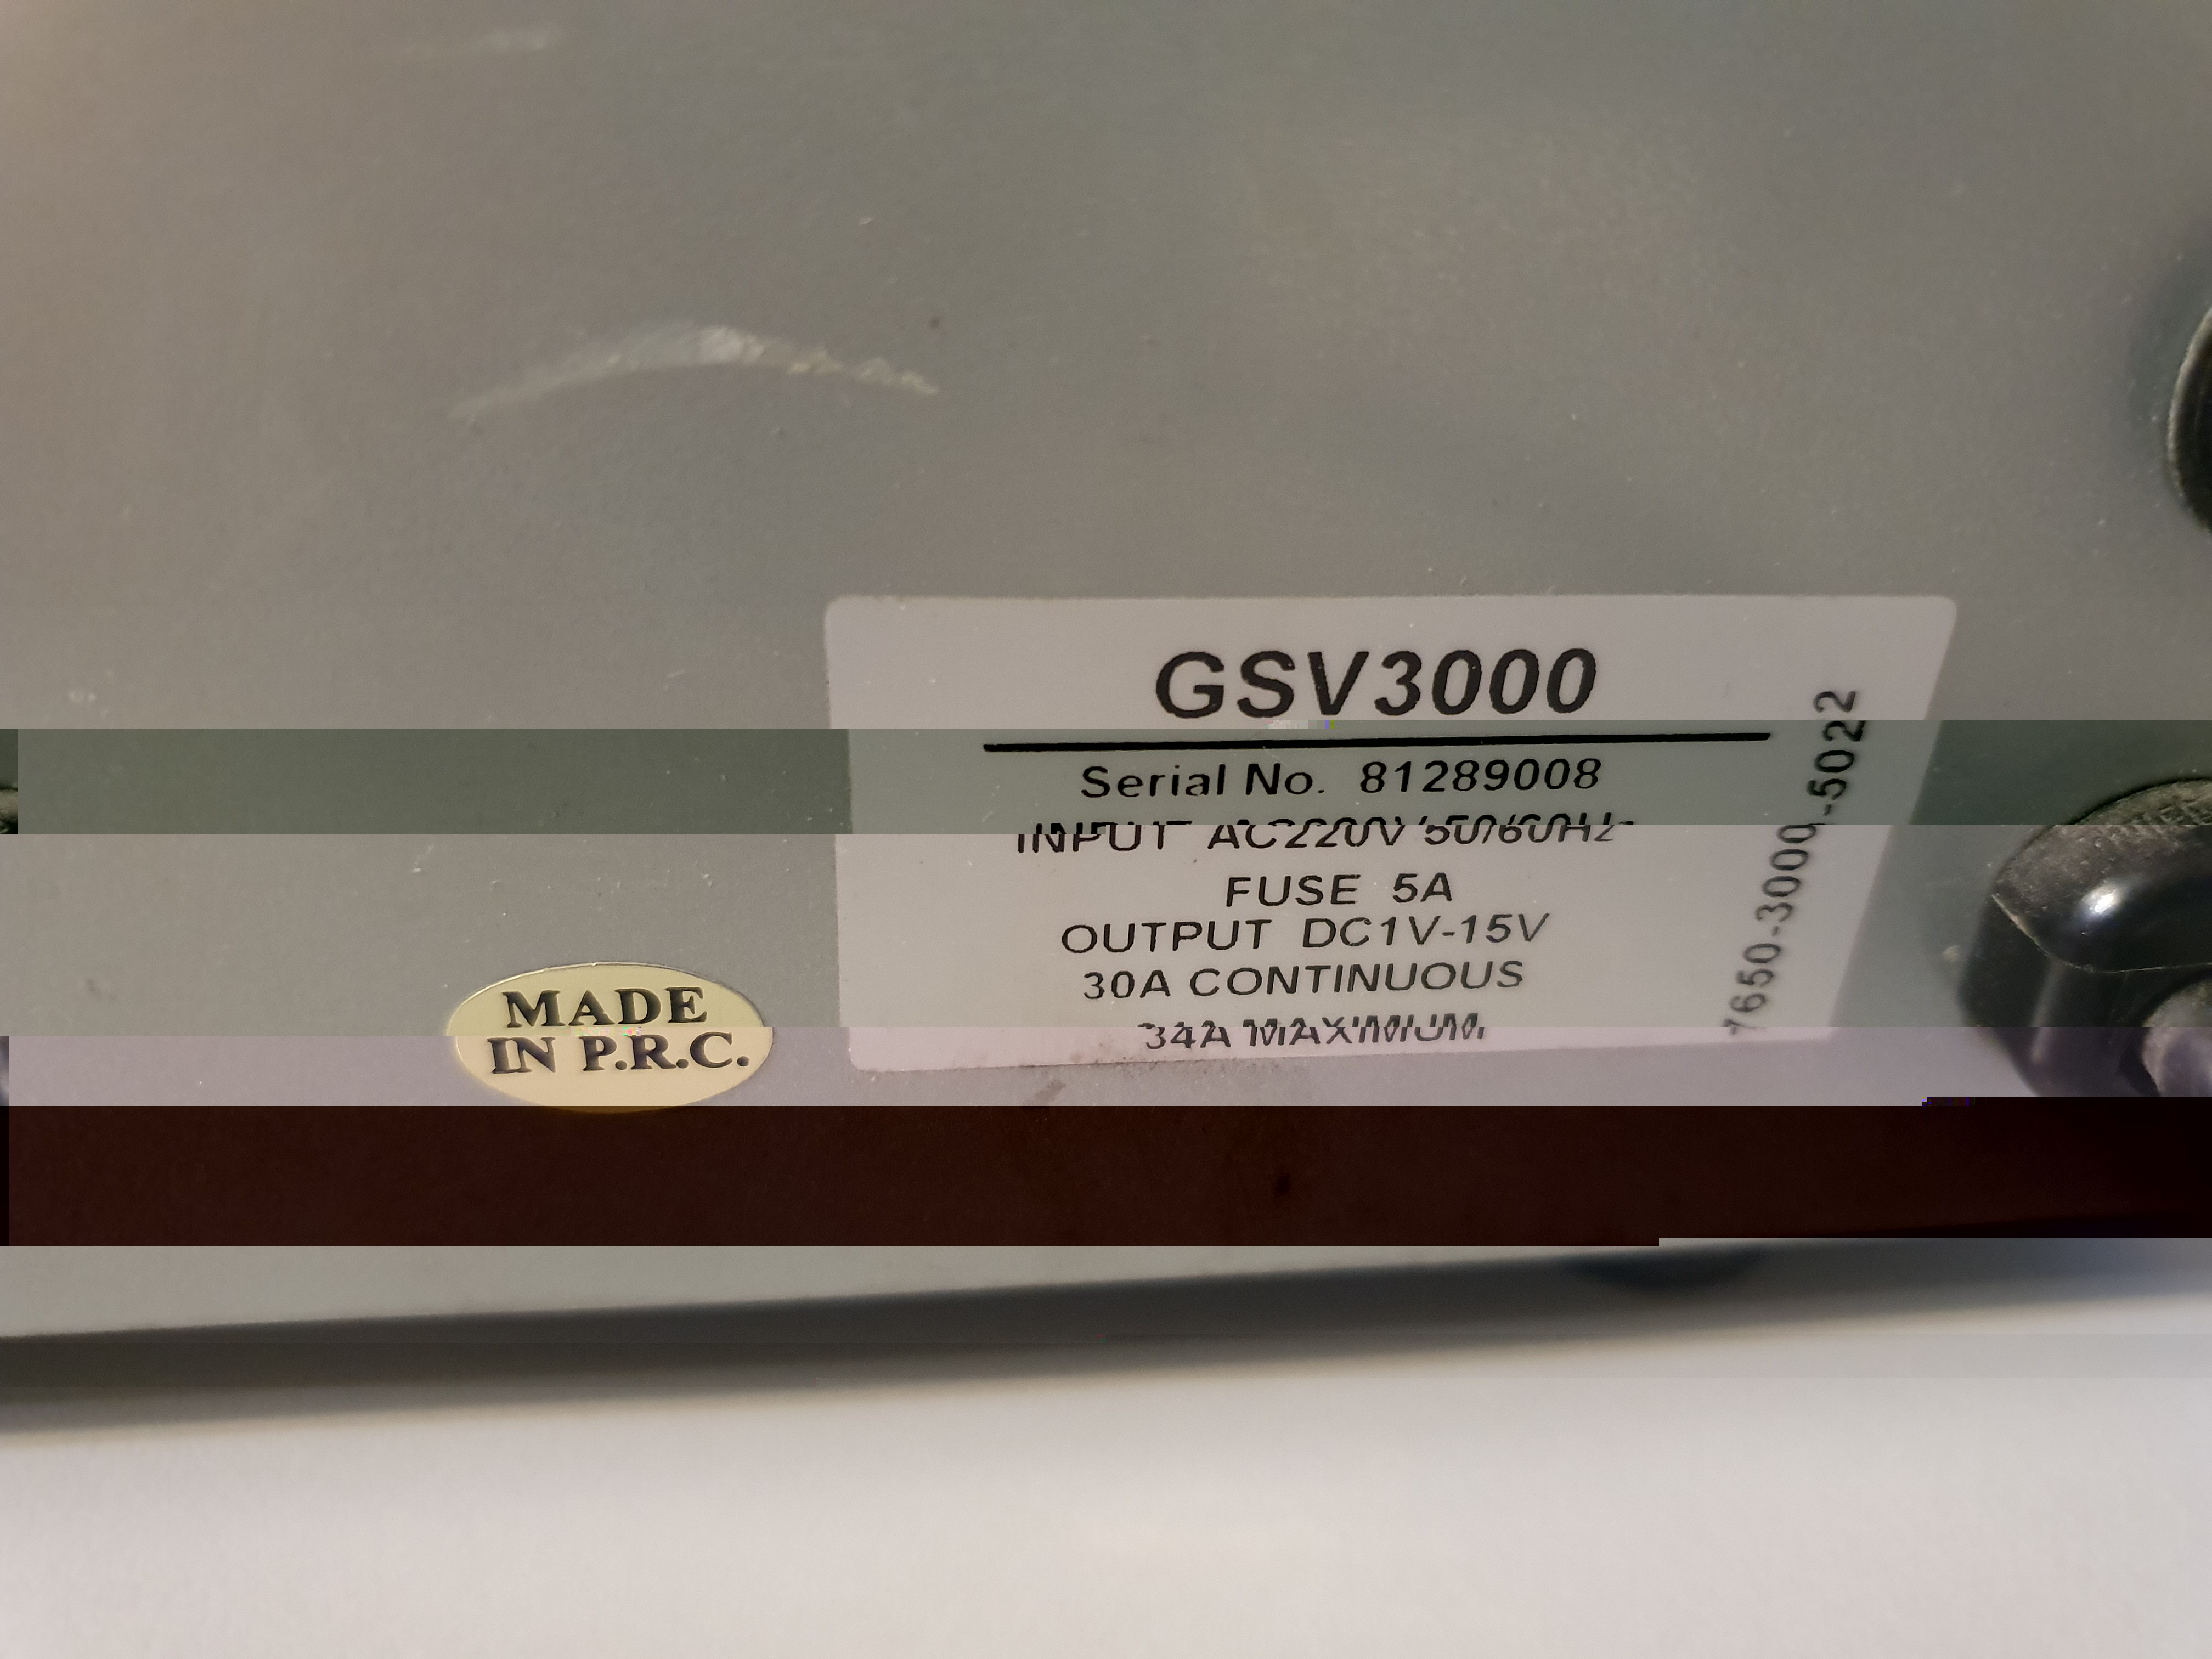 GSV3000
Serial No. 81289008
INPUT AC220V 50/60Hz
FUSE 5A
OUTPUT DC1V-15V
30A CONTINUOUS
34A MAXIMUM
7650-3000-5022
MADE
IN P.R.C.